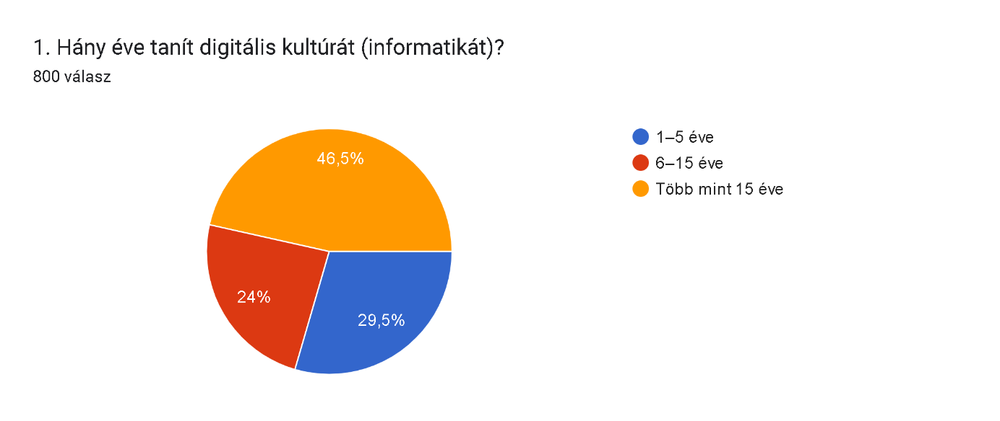 1. Hány éve tanít digitális kultúrát (informatikát)?
800 válasz
46,5%
24%
29,5%
1–5 éve
6–15 éve
Több mint 15 éve